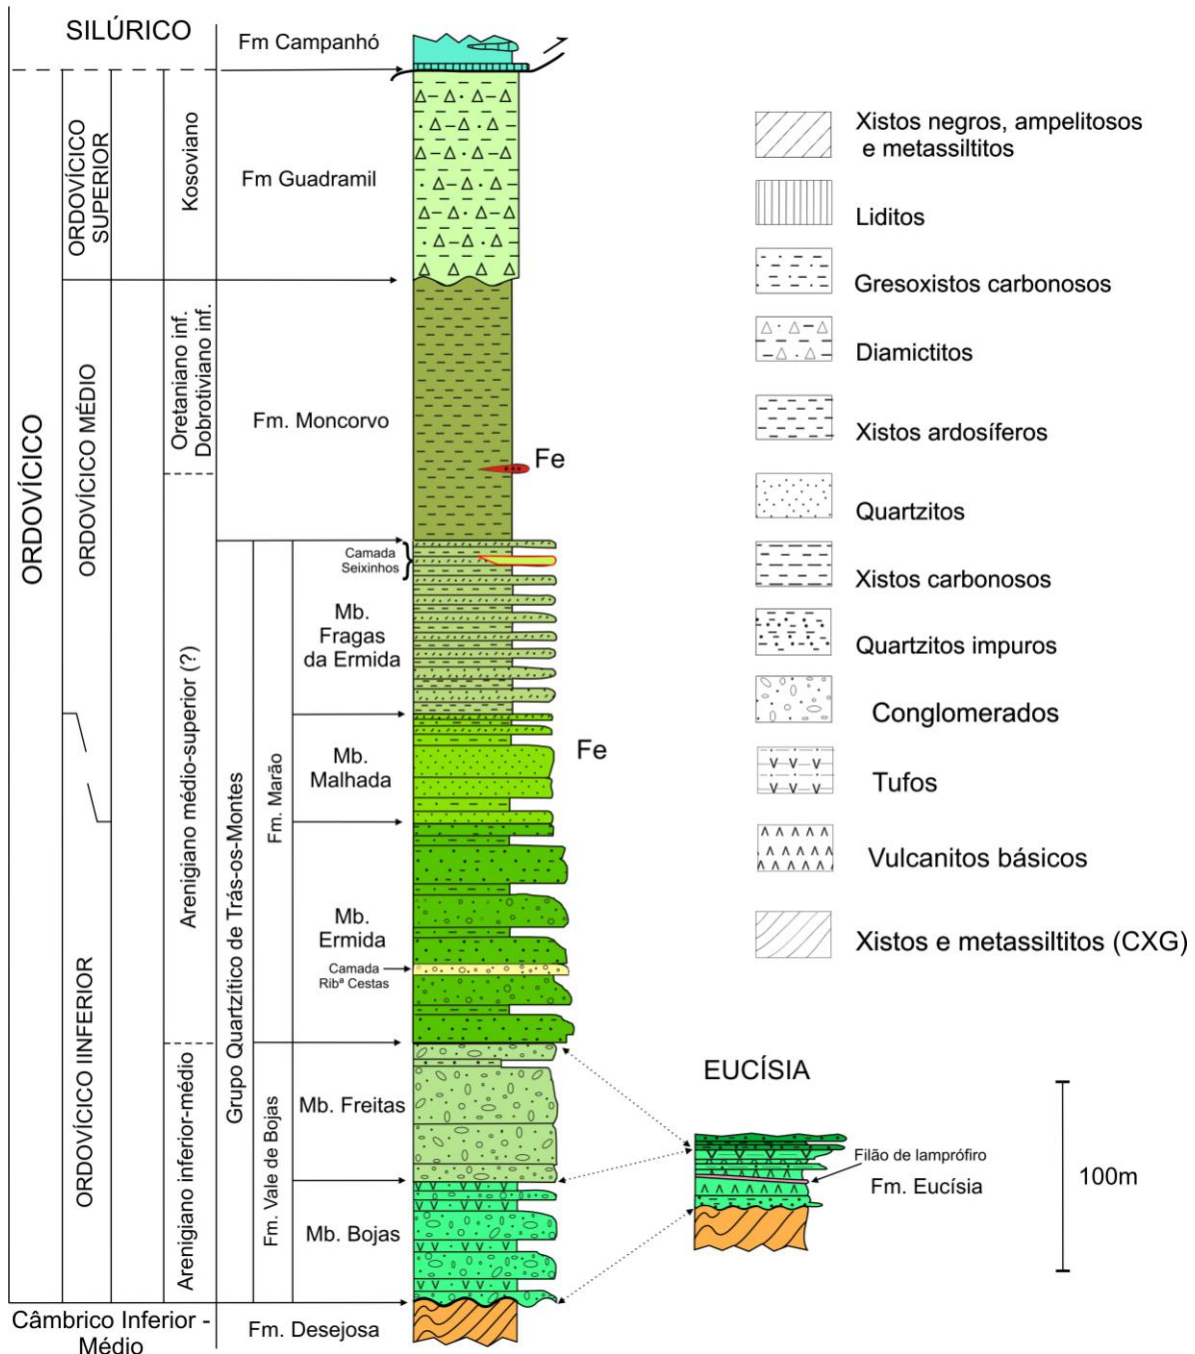 SILÚRICO
Fm Campanhó
ORDOVÍCICO
ORDOVÍCICO
SUPERIOR
Kosoviano
Fm Guadramil
ORDOVÍCICO MÉDIO
Oretaniano inf.
Dobrotiviano inf.
Fm. Moncorvo
Fe
Arenigiano médio-superior (?)
Grupo Quartzítico de Trás-os-Montes
Fm. Marão
Camada
Seixinhos
Mb.
Fragas
da Ermida
Mb.
Malhada
Fe
Mb.
Ermida
Camada
Ribª Cestas
ORDOVÍCICO IINFERIOR
Arenigiano inferior-médio
Fm. Vale de Bojas
Mb. Freitas
Mb. Bojas
Câmbrico Inferior -
Médio
Fm. Desejosa
Xistos negros, ampelitosos
e metassiltitos
Liditos
Gresoxistos carbonosos
Diamictitos
Xistos ardosíferos
Quartzitos
Xistos carbonosos
Quartzitos impuros
Conglomerados
Tufos
Vulcanitos básicos
Xistos e metassiltitos (CXG)
EUCÍSIA
Filão de lamprófiro
Fm. Eucísia
100m